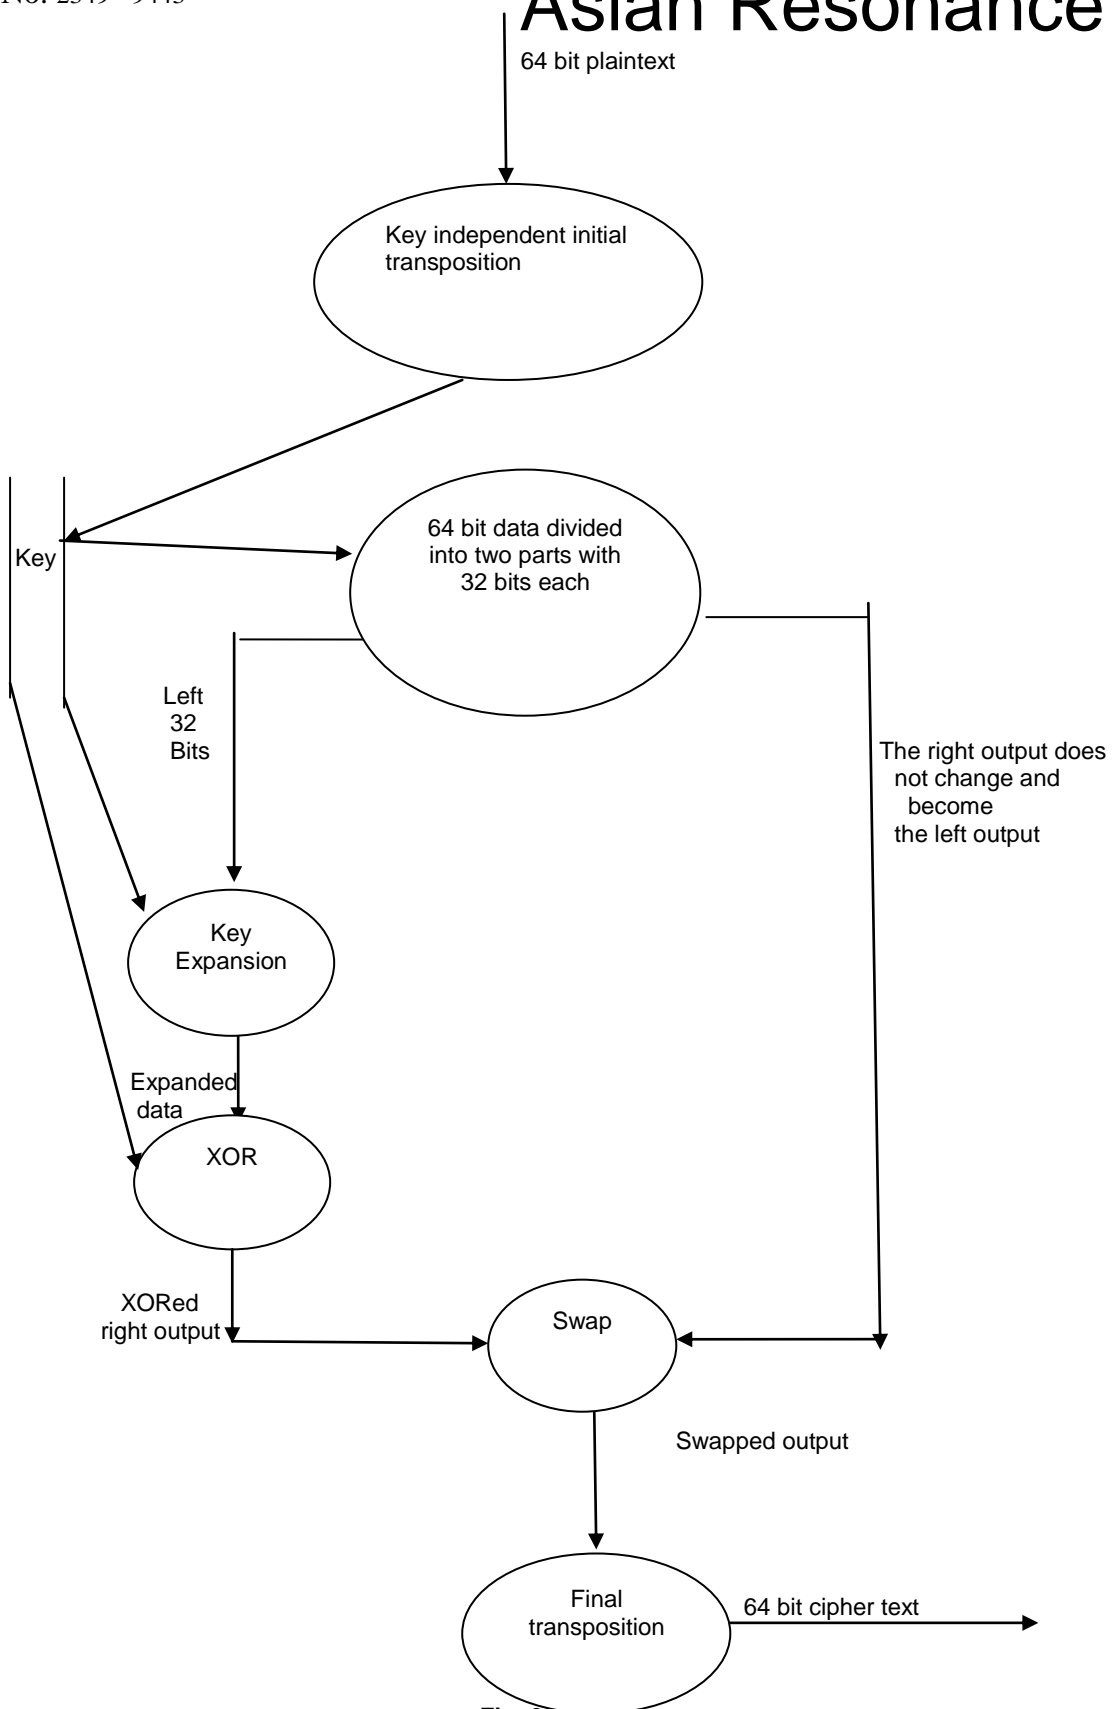 No. 2349 - 9443
Asian Resonance
64 bit plaintext
Key independent initial
transposition
64 bit data divided
into two parts with
32 bits each
Key
Left
32
Bits
The right output does
not change and
become
the left output
Key
Expansion
Expanded
data
XOR
XORed
right output
Swap
Swapped output
Final
transposition
64 bit cipher text